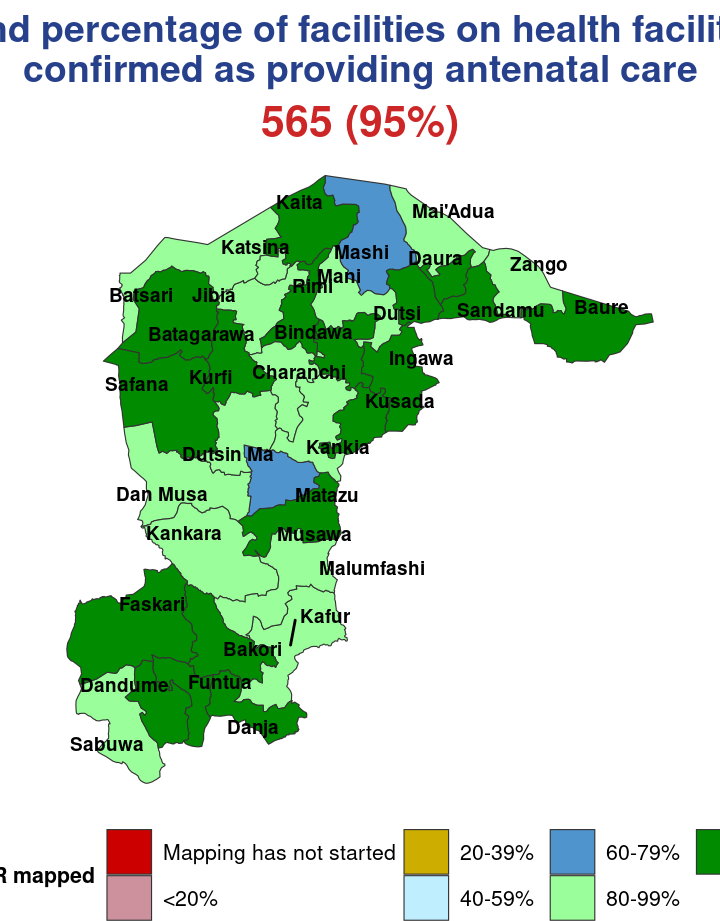 nd percentage of facilities on health facilit
confirmed as providing antenatal care
565 (95%)
Kaita
Mai'Adua
Katsina
Mashi
Daura
Zango
Mani
Rimi
Batsari
Jibia
Baure
Sandamu
Dutsi
Batagarawa
Bindawa
Ingawa
Charanchi
Kurfi
Safana
Kusada
Kankia
Dutsin Ma
Dan Musa
Matazu
Kankara
Musawa
Malumfashi
Faskari
Kafur
Bakori
Dandume
Funtua
Danja
Sabuwa
R mapped
Mapping has not started
20-39%
60-79%
<20%
40-59%
80-99%